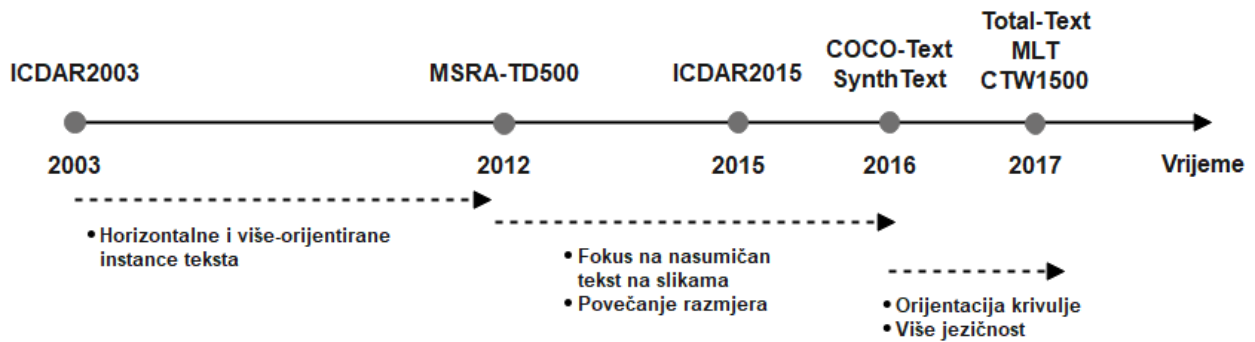 Total-Text
COCO-Text
MLT
ICDAR2003
MSRA-TD500
ICDAR2015
SynthText
CTW1500
2003
2012
2015
2016
2017
Vrijeme
• Horizontalne i više-orijentirane
instance teksta
• Fokus na nasumičan
tekst na slikama
• Povečanje razmjera
• Orijentacija krivulje
• Više jezičnost